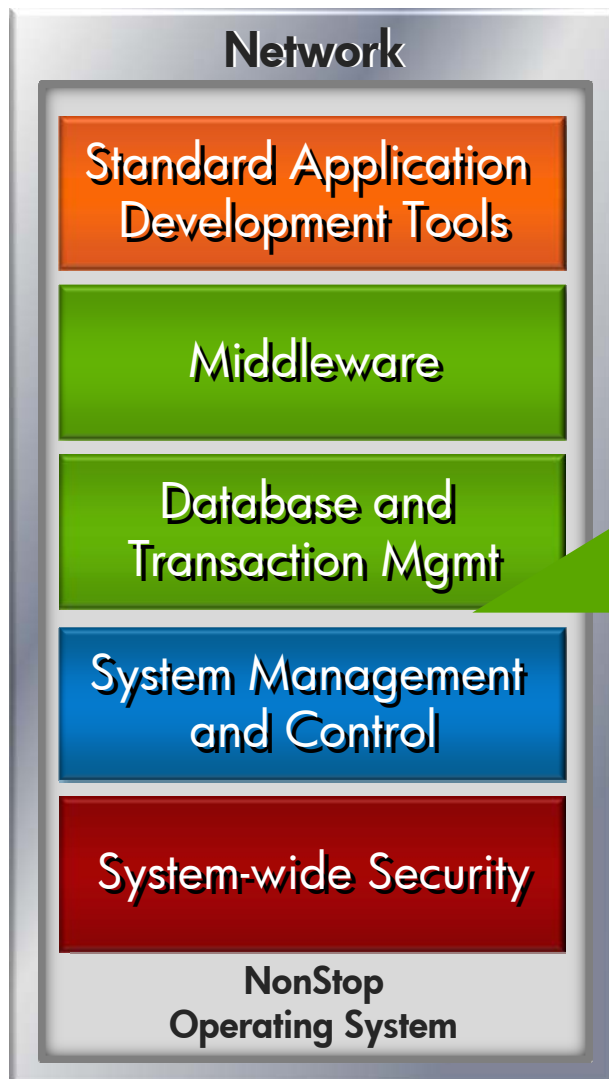 Network
Standard Application
Development Tools
Middleware
Database and
Transaction Mgmt
System Management
and Control
System-wide Security
NonStop
Operating System